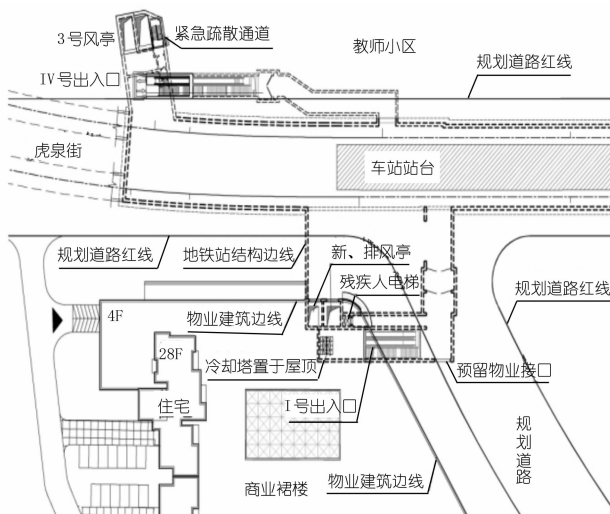 3号风亭
紧急疏散通道
教师小区
规划道路红线
IV号出入口
虎泉街
车站站台
规划道路红线
地铁站结构边线
新、排风亭
残疾人电梯
规划道路红线
4F
物业建筑边线
28F
冷却塔置于屋顶
预留物业接口
住宅
I号出入口
规划道路
商业裙楼
物业建筑边线